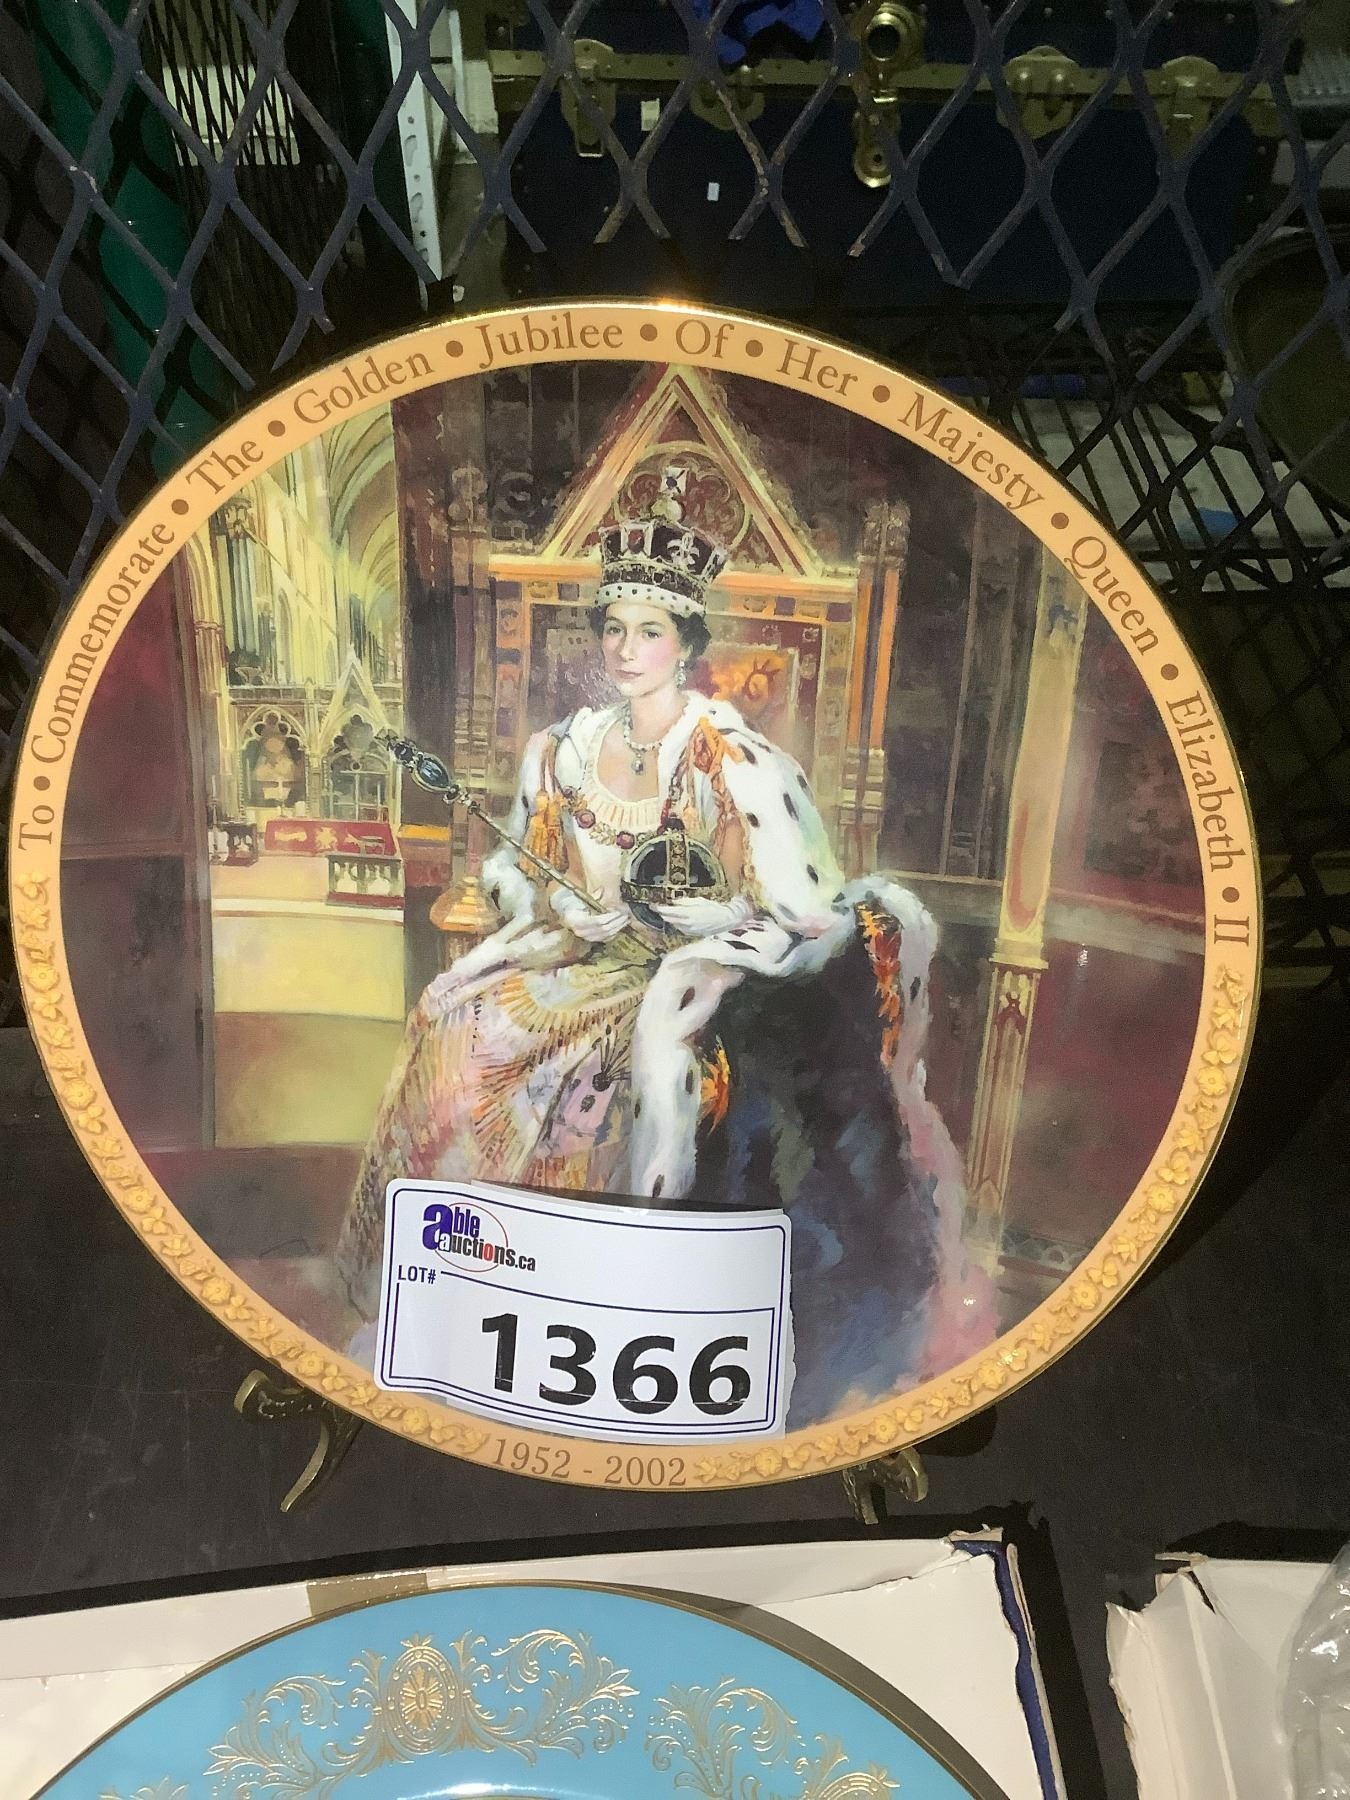 To • Commemorate • The • Golden • Jubilee • Of • Her • Majesty • Queen • Elizabeth • II
able
auctions.ca
LOT#
1366
1952 - 2002